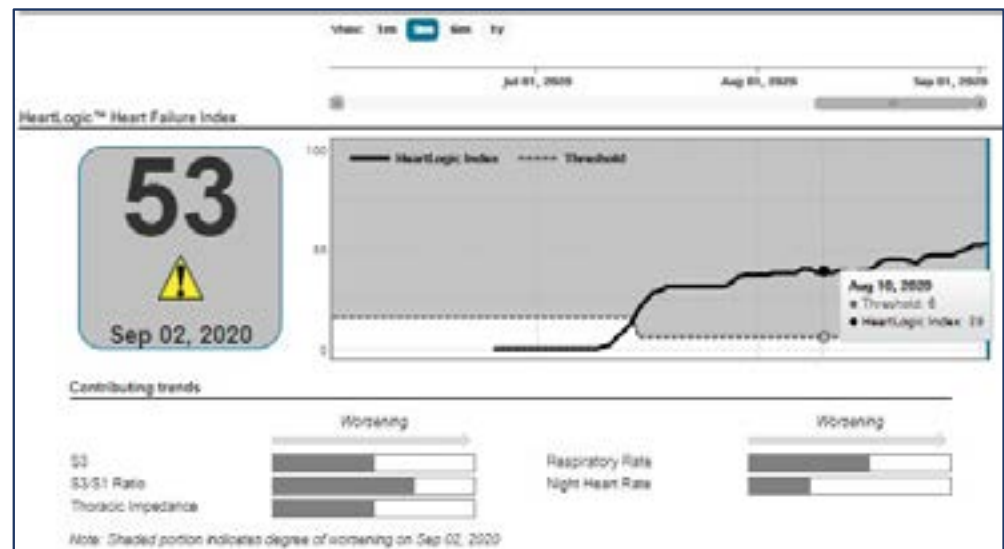 View: 1m 3m 6m 1y
Jul 01, 2020 Aug 01, 2020 Sep 01, 2020
HeartLogic™ Heart Failure Index
53
Sep 02, 2020
100
50
0
HeartLogic Index Threshold
Aug 10, 2020
Threshold: 6
HeartLogic Index:
Contributing trends
Worsening Worsening
S3 Respiratory Rate
S3/S1 Ratio Night Heart Rate
Thoracic Impedance
Note: Shaded portion indicates degree of worsening on Sep 02, 2020